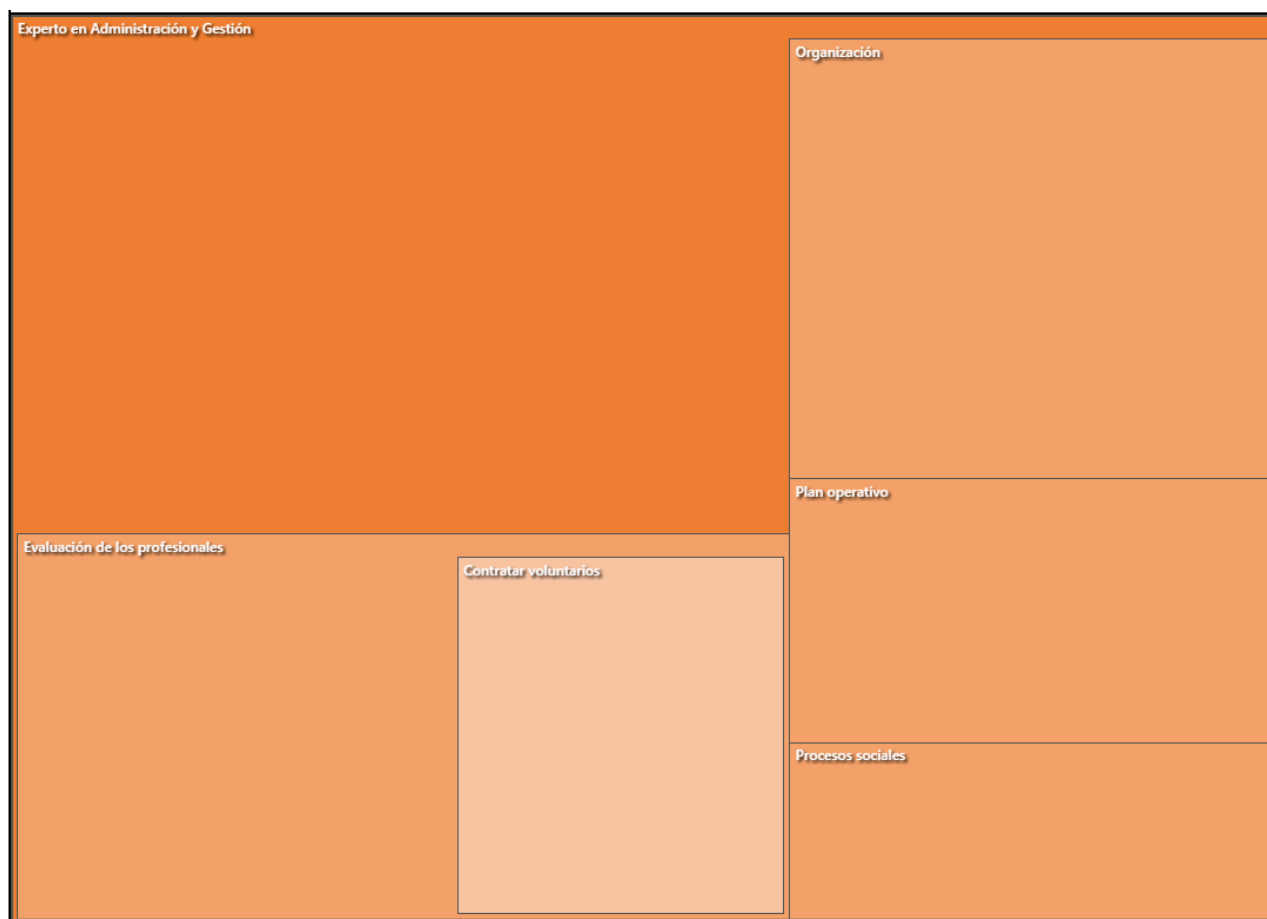 Experto en Administración y Gestión
Organización
Plan operativo
Evaluación de los profesionales
Contratar voluntarios
Procesos sociales